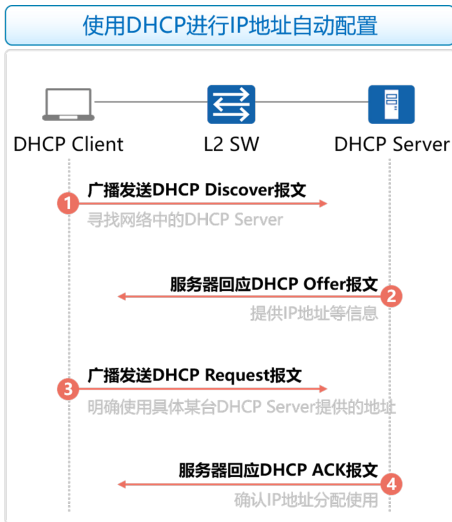 使用DHCP进行IP地址自动配置
DHCP Client
L2 SW
DHCP Server
广播发送DHCP Discover报文
1
寻找网络中的DHCP Server
服务器回应DHCP Offer报文
2
提供IP地址等信息
广播发送DHCP Request报文
3
明确使用具体某台DHCP Server提供的地址
服务器回应DHCP ACK报文
4
确认IP地址分配使用